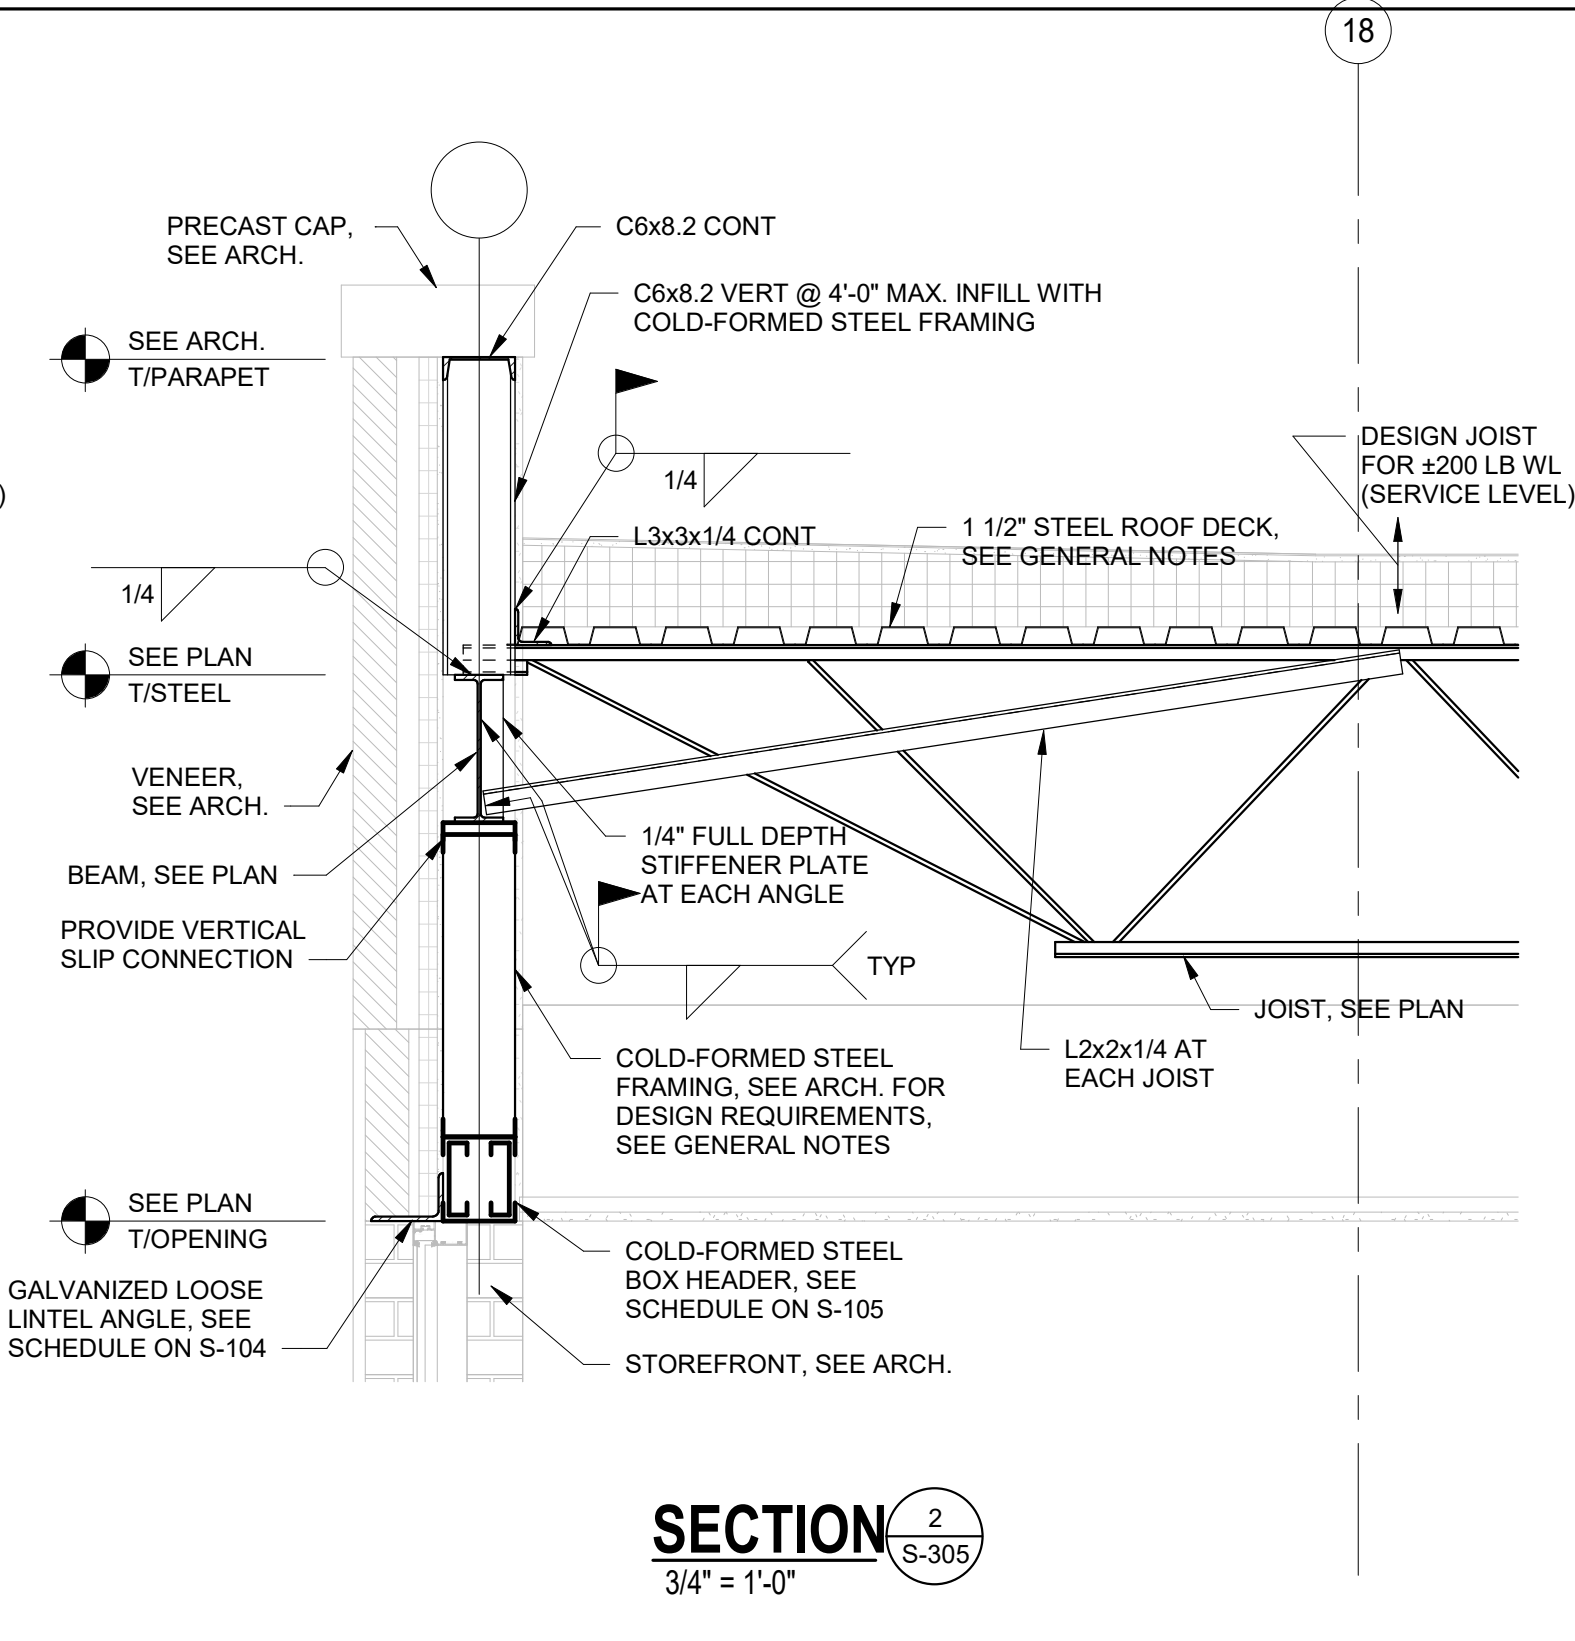 18
PRECAST CAP,
SEE ARCH.
C6x8.2 CONT
C6x8.2 VERT @ 4'-0" MAX. INFILL WITH
COLD-FORMED STEEL FRAMING
SEE ARCH.
T/PARAPET
DESIGN JOIST
FOR ±200 LB WL
(SERVICE LEVEL)
)
1/4
L3x3x1/4 CONT
1 1/2" STEEL ROOF DECK,
SEE GENERAL NOTES
1/4
SEE PLAN
T/STEEL
VENEER,
SEE ARCH.
1/4" FULL DEPTH
STIFFENER PLATE
AT EACH ANGLE
BEAM, SEE PLAN
PROVIDE VERTICAL
SLIP CONNECTION
TYP
JOIST, SEE PLAN
L2x2x1/4 AT
EACH JOIST
COLD-FORMED STEEL
FRAMING, SEE ARCH. FOR
DESIGN REQUIREMENTS,
SEE GENERAL NOTES
SEE PLAN
T/OPENING
GALVANIZED LOOSE
LINTEL ANGLE, SEE
SCHEDULE ON S-104
COLD-FORMED STEEL
BOX HEADER, SEE
SCHEDULE ON S-105
STOREFRONT, SEE ARCH.
SECTION
2
S-305
3/4" = 1'-0"